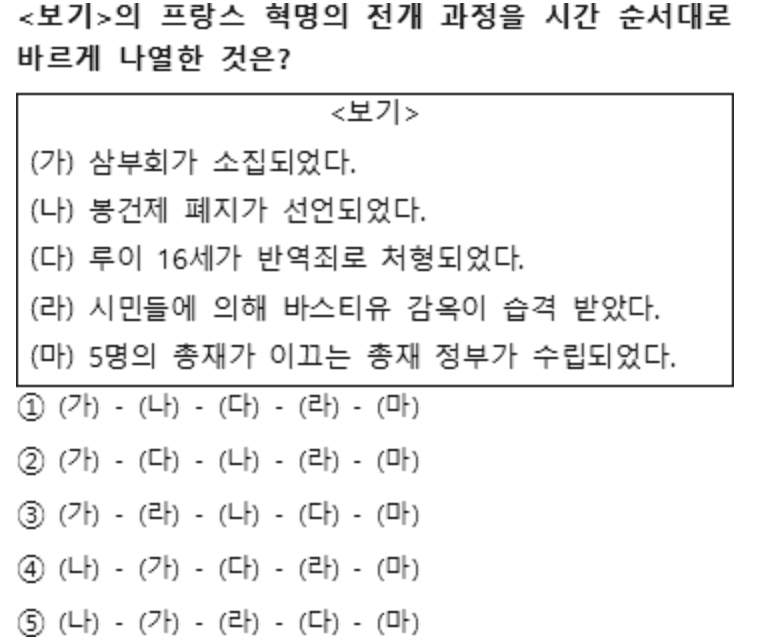 <보기>의 프랑스 혁명의 전개 과정을 시간 순서대로
바르게 나열한 것은?
<보기>
(가) 삼부회가 소집되었다.
(나) 봉건제 폐지가 선언되었다.
(다) 루이 16세가 반역죄로 처형되었다.
(라) 시민들에 의해 바스티유 감옥이 습격 받았다.
(마) 5명의 총재가 이끄는 총재 정부가 수립되었다.
① (가) - (나) - (다) - (라) - (마)
② (가) - (다) - (나) - (라) - (마)
③ (가) - (라) - (나) - (다) - (마)
④ (나) - (가) - (다) - (라) - (마)
⑤ (나) - (가) - (라) - (다) - (마)